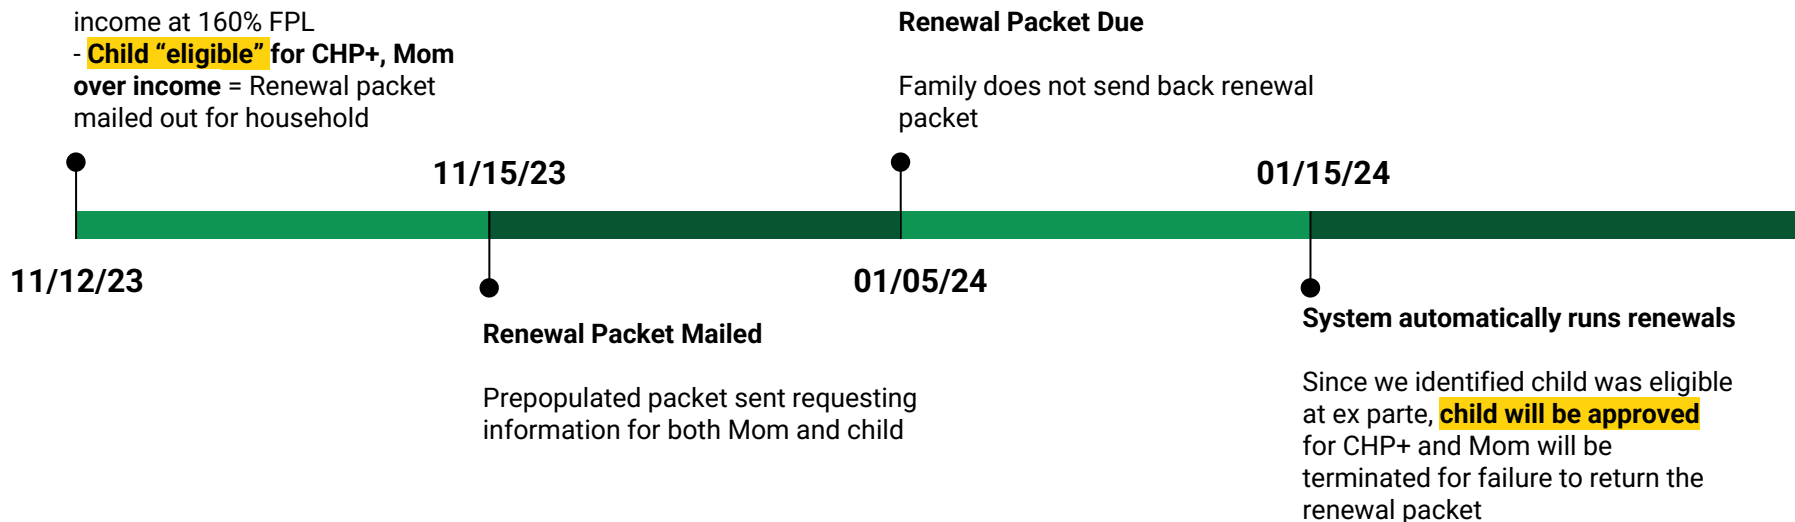 income at 160% FPL
- Child “eligible” for CHP+, Mom
over income = Renewal packet
mailed out for household
11/12/23
11/15/23
Renewal Packet Mailed
Prepopulated packet sent requesting
information for both Mom and child
Renewal Packet Due
Family does not send back renewal
packet
01/05/24
01/15/24
System automatically runs renewals
Since we identified child was eligible
at ex parte, child will be approved
for CHP+ and Mom will be
terminated for failure to return the
renewal packet